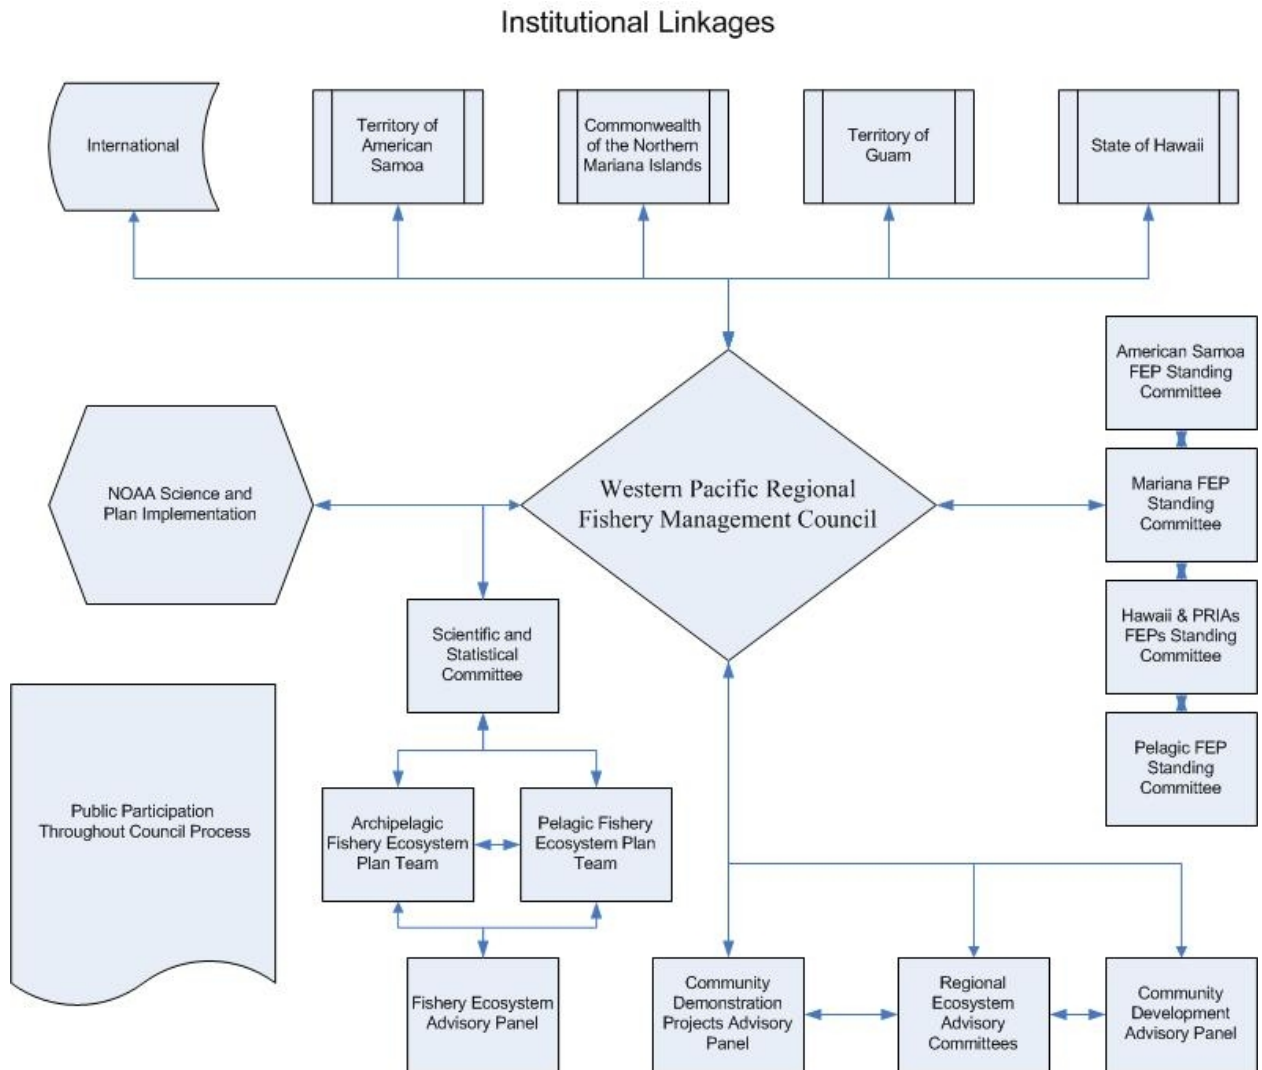 Institutional Linkages
International
Territory of
American
Samoa
Commonwealth
of the Northern
Mariana Islands
Territory of
Guam
State of Hawaii
American Samoa
FEP Standing
Committee
NOAA Science and
Plan Implementation
Western Pacific Regional
Fishery Management Council
Mariana FEP
Standing
Committee
Hawaii & PRIAs
FEPs Standing
Committee
Scientific and
Statistical
Committee
Pelagic FEP
Standing
Committee
Public Participation
Throughout Council Process
Archipelagic
Fishery Ecosystem
Plan Team
Pelagic Fishery
Ecosystem Plan
Team
Fishery Ecosystem
Advisory Panel
Community
Demonstration
Projects Advisory
Panel
Regional
Ecosystem
Advisory
Committees
Community
Development
Advisory Panel